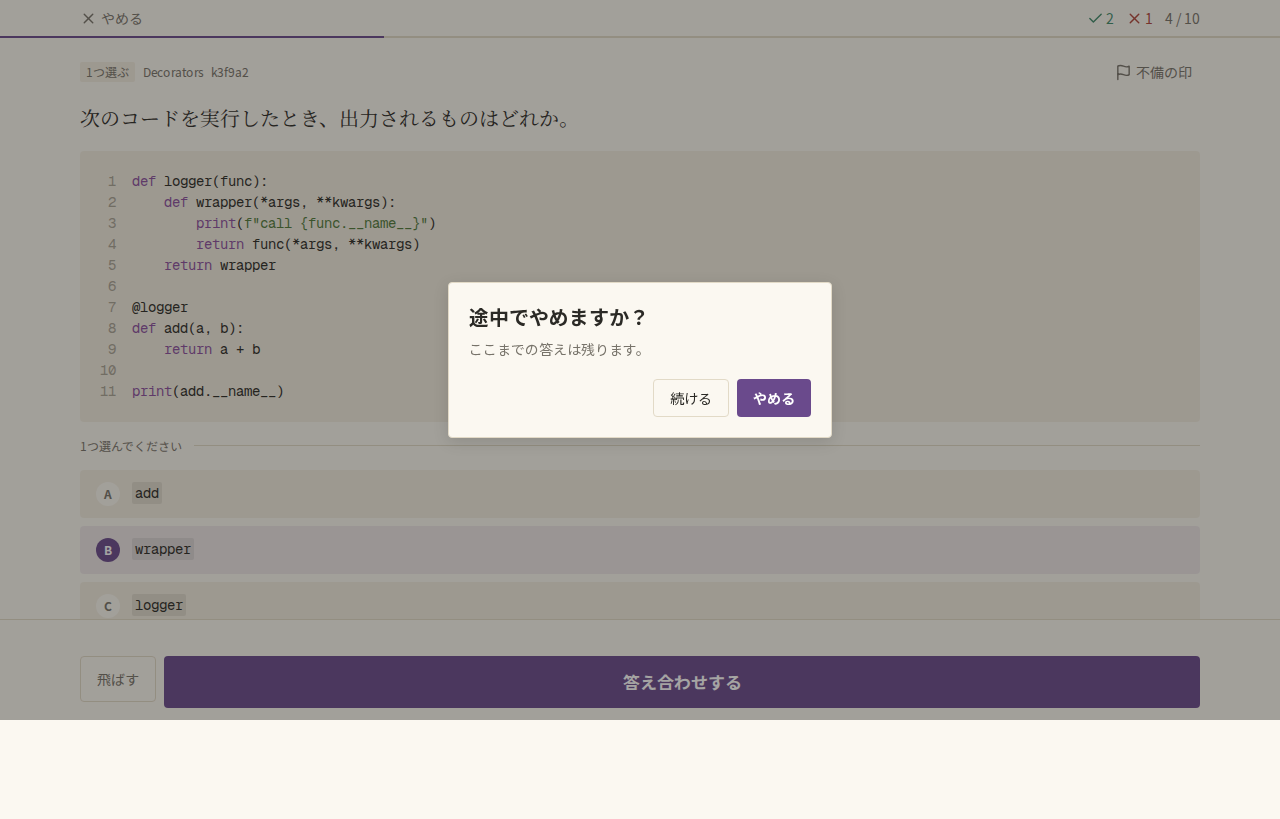 やめる
2 1 4 / 10
1つ選ぶ Decorators k3f9a2 不備の印
次のコードを実行したとき、出力されるものはどれか。
1 def logger(func):
2     def wrapper(*args, **kwargs):
3         print(f"call {func.__name__}")
4         return func(*args, **kwargs)
5     return wrapper
6
7 @logger
8 def add(a, b):
9     return a + b
10
11 print(add.__name__)
途中でやめますか？
ここまでの答えは残ります。
続ける やめる
1つ選んでください
A add
B wrapper
C logger
飛ばす 答え合わせする